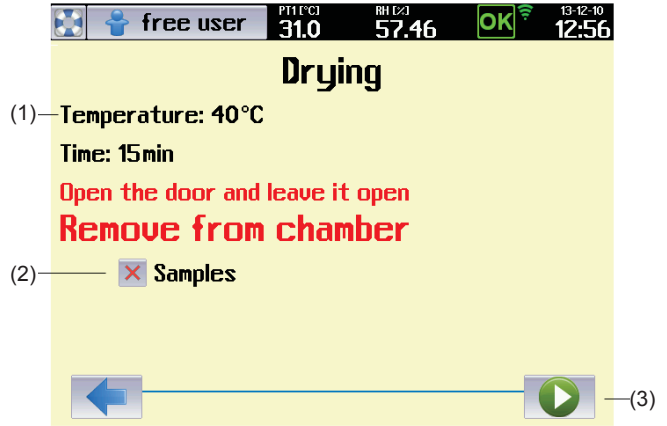 free user PT1 [°C] 31.0 RH [%] 57.46 OK 13-12-10 12:56
Drying
(1) Temperature: 40°C
Time: 15min
Open the door and leave it open
Remove from chamber
(2) Samples
(3)